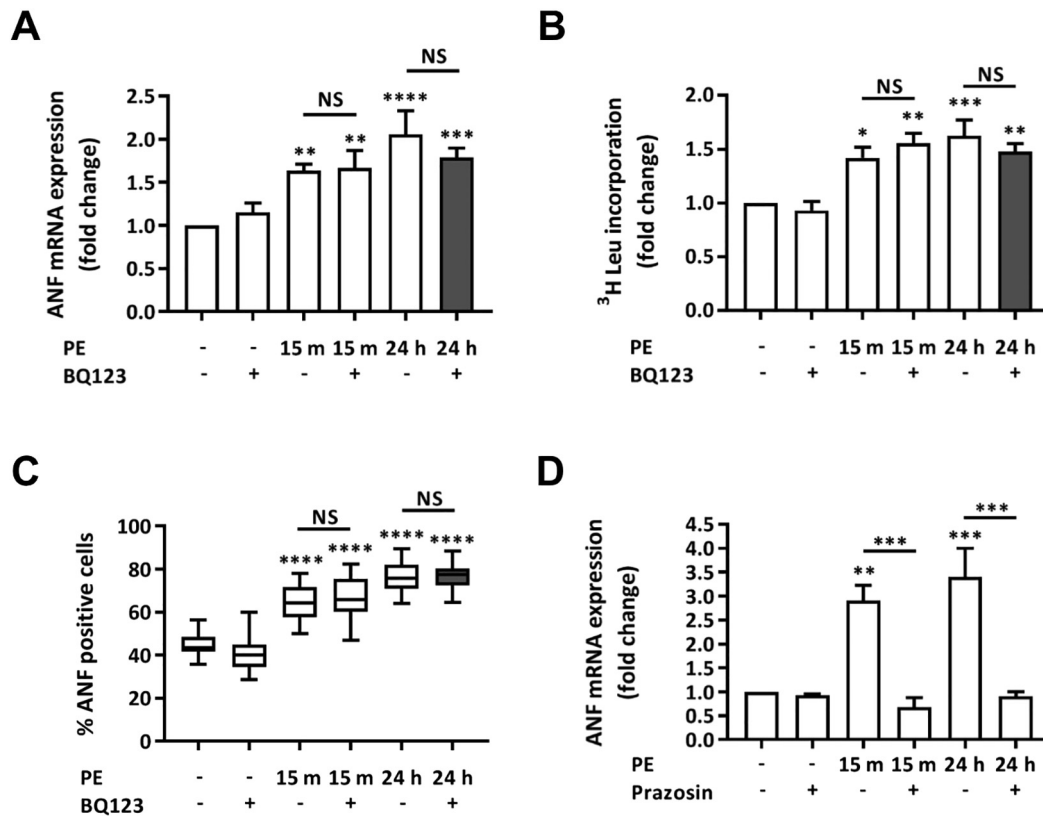 A
ANF mRNA expression
(fold change)
2.5
2.0
1.5
1.0
0.5
0.0
NS
NS
** ** **** ***
PE - - 15 m 15 m 24 h 24 h
BQ123 - + - + - +
B
³H Leu incorporation
(fold change)
2.0
1.5
1.0
0.5
0.0
NS
NS
* ** *** **
PE - - 15 m 15 m 24 h 24 h
BQ123 - + - + - +
C
% ANF positive cells
100
80
60
40
20
0
NS
NS
**** **** **** ****
PE - - 15 m 15 m 24 h 24 h
BQ123 - + - + - +
D
ANF mRNA expression
(fold change)
4.5
4.0
3.5
3.0
2.5
1.0
0.5
0.0
***
***
** ***
PE - - 15 m 15 m 24 h 24 h
Prazosin - + - + - +